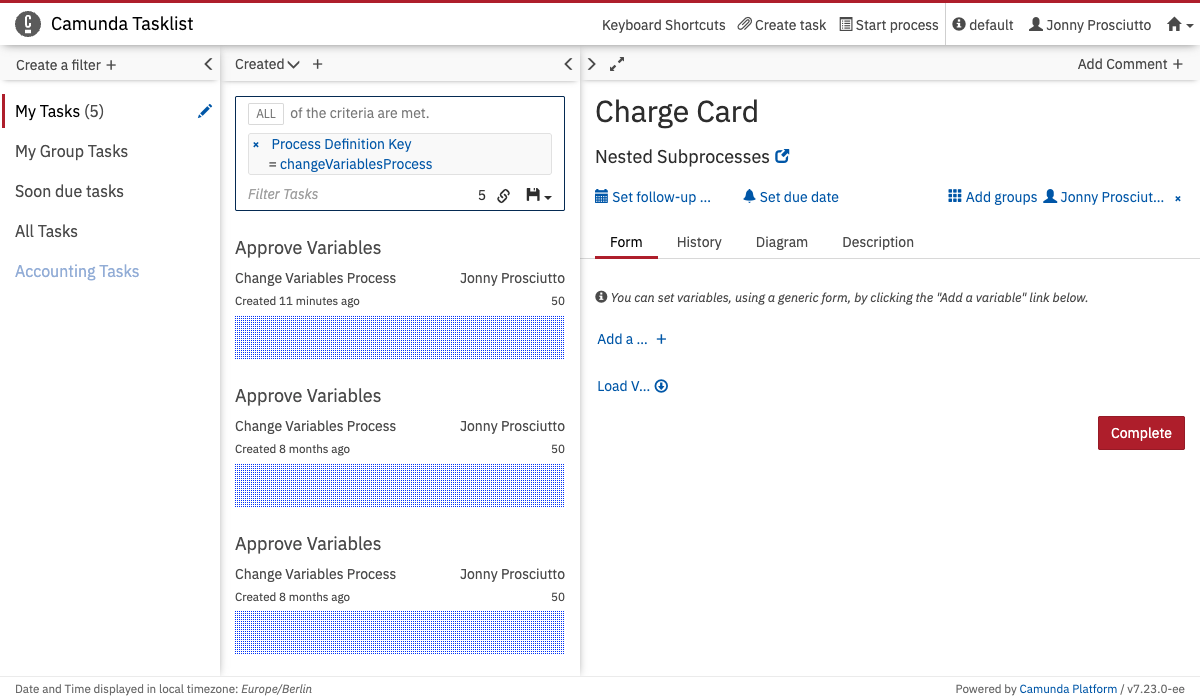 Camunda Tasklist
Keyboard Shortcuts Create task Start process default Jonny Prosciutto
Create a filter +
My Tasks (5)
My Group Tasks
Soon due tasks
All Tasks
Accounting Tasks
Created +
ALL of the criteria are met.
× Process Definition Key
= changeVariablesProcess
Filter Tasks 5
Approve Variables
Change Variables Process Jonny Prosciutto
Created 11 minutes ago 50
Approve Variables
Change Variables Process Jonny Prosciutto
Created 8 months ago 50
Approve Variables
Change Variables Process Jonny Prosciutto
Created 8 months ago 50
Add Comment +
Charge Card
Nested Subprocesses
Set follow-up ... Set due date Add groups Jonny Prosciut... ×
Form History Diagram Description
You can set variables, using a generic form, by clicking the "Add a variable" link below.
Add a ... +
Load V...
Complete
Date and Time displayed in local timezone: Europe/Berlin
Powered by Camunda Platform / v7.23.0-ee